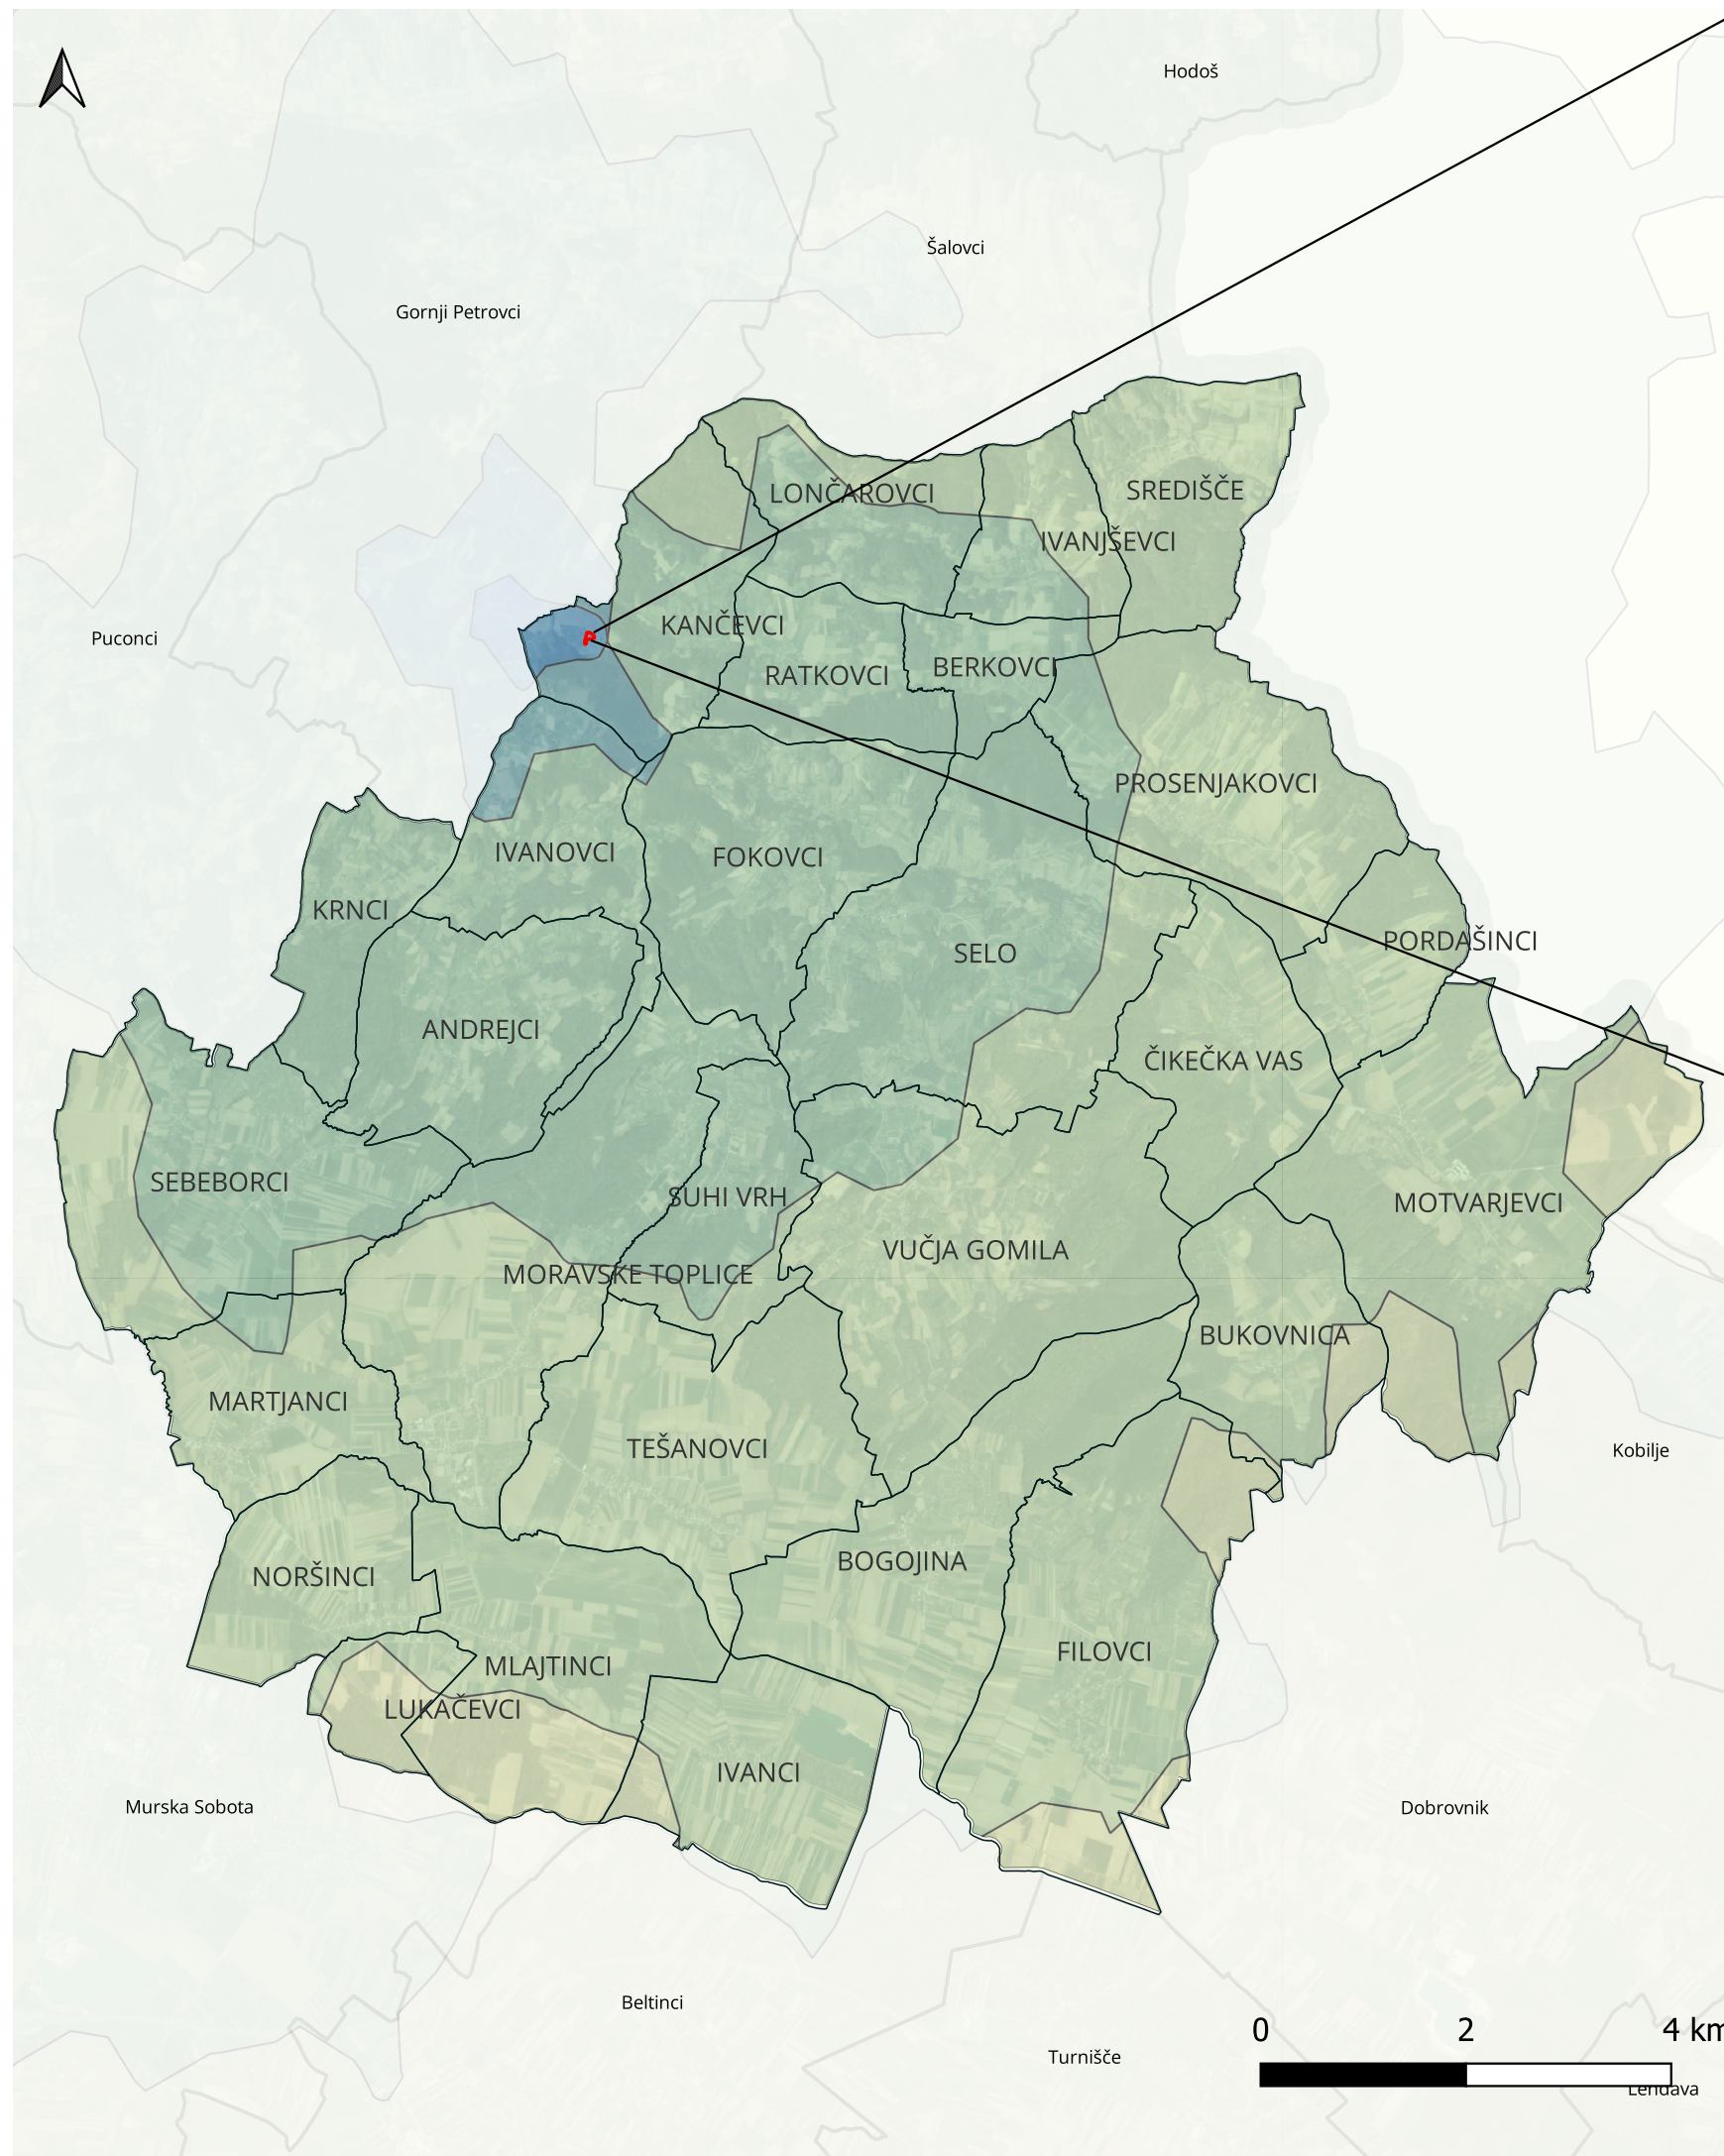 Hodoš
Šalovci
Gornji Petrovci
LONČAROVCI
SREDIŠČE
IVANJŠEVCI
KANČEVCI
Puconci
RATKOVCI
BERKOVCI
PROSENJAKOVCI
IVANOVCI
FOKOVCI
KRNCI
PORDAŠINCI
SELO
ANDREJCI
ČIKEČKA VAS
SEBEBORCI
SUHI VRH
MOTVARJEVCI
VUČJA GOMILA
MORAVSKE TOPLICE
BUKOVNICA
MARTJANCI
TEŠANOVCI
Kobilje
BOGOJINA
NORŠINCI
FILOVCI
MLAJTINCI
LUKAČEVCI
IVANCI
Murska Sobota
Dobrovnik
Beltinci
0 2 4 km
Turnišče
Lendava